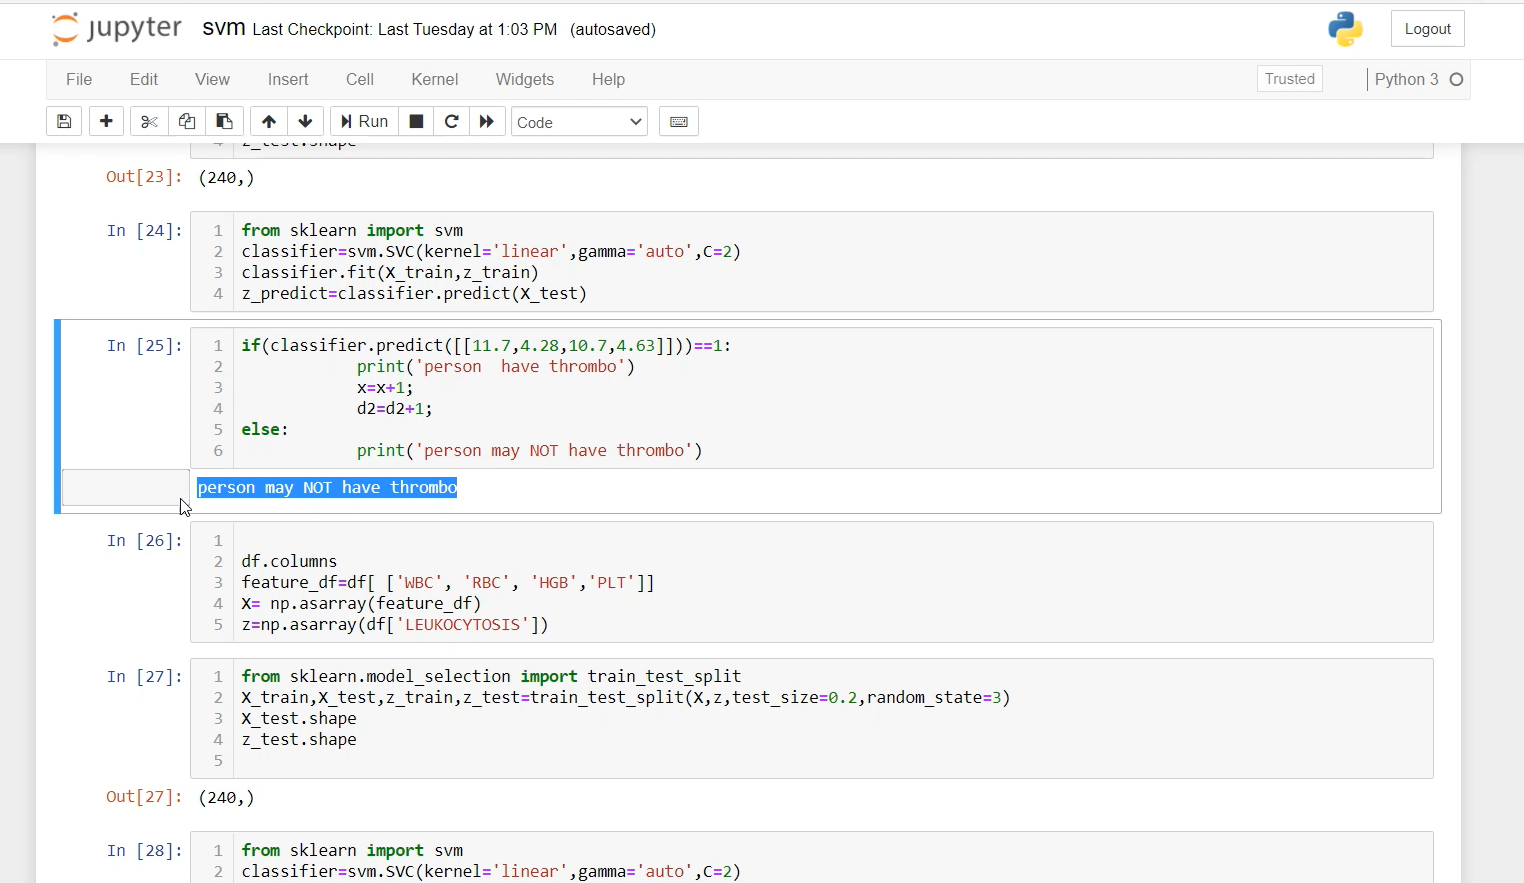 jupyter svm Last Checkpoint: Last Tuesday at 1:03 PM (autosaved) Logout
File Edit View Insert Cell Kernel Widgets Help Trusted Python 3
Run Code
4 z_test.shape
Out[23]: (240,)
In [24]: 1 from sklearn import svm
2 classifier=svm.SVC(kernel='linear',gamma='auto',C=2)
3 classifier.fit(X_train,z_train)
4 z_predict=classifier.predict(X_test)
In [25]: 1 if(classifier.predict([[11.7,4.28,10.7,4.63]]))==1:
2 print('person  have thrombo')
3 x=x+1;
4 d2=d2+1;
5 else:
6 print('person may NOT have thrombo')
person may NOT have thrombo
In [26]: 1
2 df.columns
3 feature_df=df[ ['WBC', 'RBC', 'HGB','PLT']]
4 X= np.asarray(feature_df)
5 z=np.asarray(df['LEUKOCYTOSIS'])
In [27]: 1 from sklearn.model_selection import train_test_split
2 X_train,X_test,z_train,z_test=train_test_split(X,z,test_size=0.2,random_state=3)
3 X_test.shape
4 z_test.shape
5
Out[27]: (240,)
In [28]: 1 from sklearn import svm
2 classifier=svm.SVC(kernel='linear',gamma='auto',C=2)